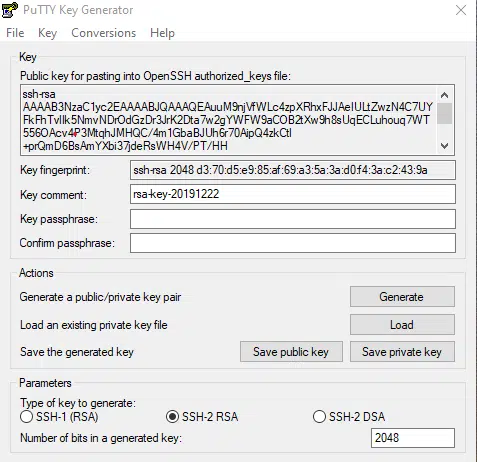 PuTTY Key Generator
File Key Conversions Help
Key
Public key for pasting into OpenSSH authorized_keys file:
ssh-rsa
AAAAB3NzaC1yc2EAAAABJQAAAQEAuuM9njVfWLc4zpXRhxFJJAeIULtZwzN4C7UY
FkFhTvIlk5NmvNDrOdGzDr3JrK2Dta7w2gYWFW9aCOB2tXw9h8sUqECLuhouq7WT
556OAcv4P3MtqhJMHQC/4m1GbaBJUh6r70AipQ4zkCtl
+prQmD6BsAmYXbi37jdeRsWH4V/PT/HH
Key fingerprint: ssh-rsa 2048 d3:70:d5:e9:85:af:69:a3:5a:3a:d0:f4:3a:c2:43:9a
Key comment: rsa-key-20191222
Key passphrase:
Confirm passphrase:
Actions
Generate a public/private key pair Generate
Load an existing private key file Load
Save the generated key Save public key Save private key
Parameters
Type of key to generate:
SSH-1 (RSA) SSH-2 RSA SSH-2 DSA
Number of bits in a generated key: 2048